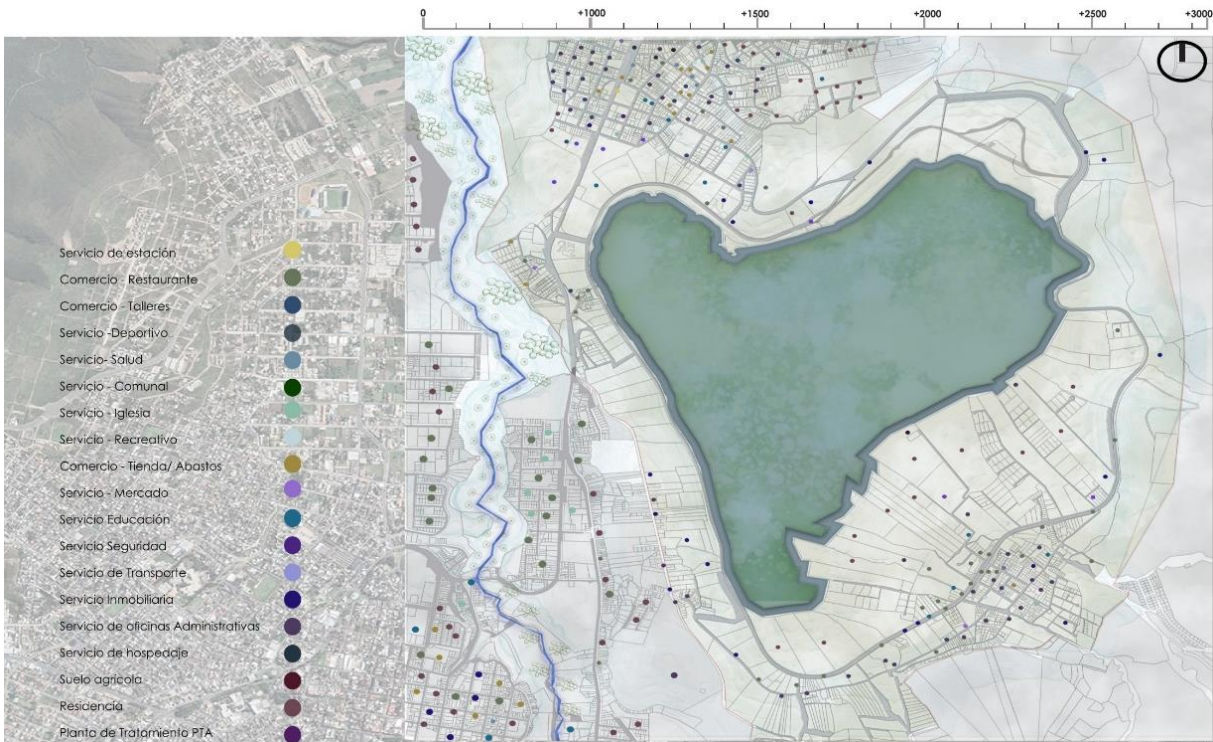 0 +1000 +1500 +2000 +2500 +3000
Servicio de estación
Comercio - Restaurante
Comercio - Talleres
Servicio -Deportivo
Servicio- Salud
Servicio - Comunal
Servicio - Iglesia
Servicio - Recreativo
Comercio - Tienda/ Abastos
Servicio - Mercado
Servicio Educación
Servicio Seguridad
Servicio de Transporte
Servicio Inmobiliaria
Servicio de oficinas Administrativas
Servicio de hospedaje
Suelo agrícola
Residencia
Planta de Tratamiento PTA